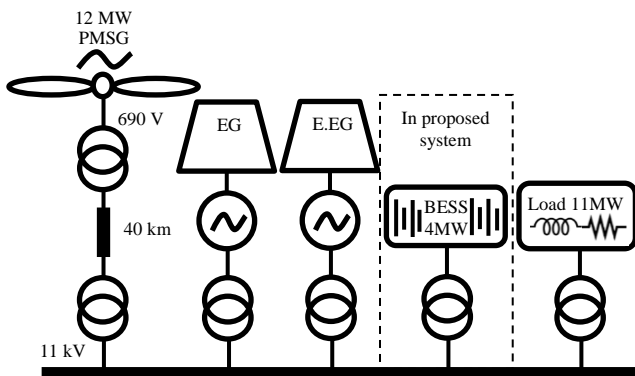 12 MW
PMSG
690 V
EG
E.EG
In proposed
system
BESS
4MW
Load 11MW
40 km
11 kV